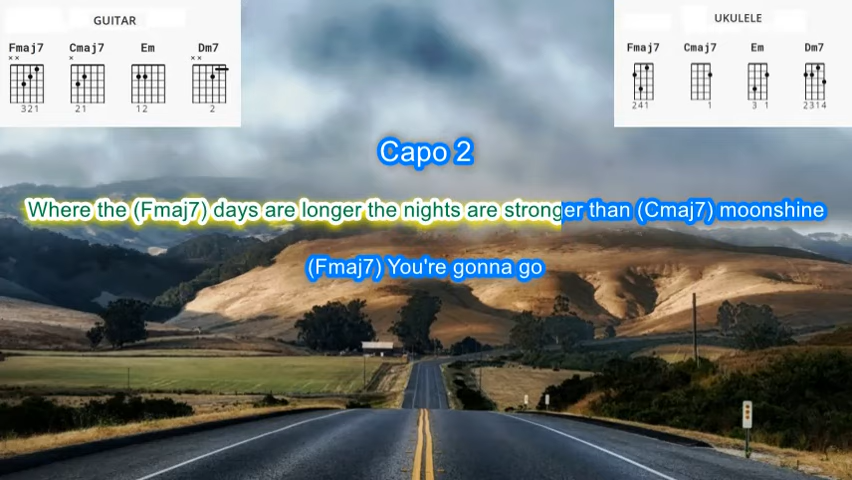 GUITAR
Fmaj7 Cmaj7 Em Dm7
xx x xx
321 21 12 2
UKULELE
Fmaj7 Cmaj7 Em Dm7
241 1 3 1 2314
Capo 2
Where the (Fmaj7) days are longer the nights are stronger than (Cmaj7) moonshine
(Fmaj7) You're gonna go